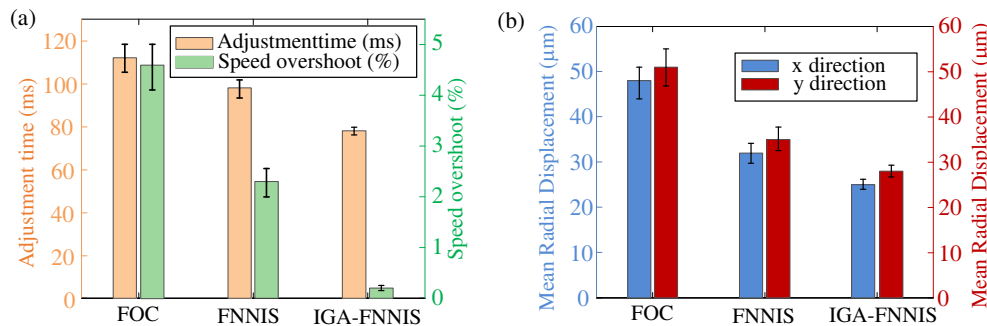 (a)
Adjustment time (ms)
120
100
80
60
40
20
0
Adjustmenttime (ms)
Speed overshoot (%)
5
4
3
2
1
0
Speed overshoot (%)
FOC
FNNIS
IGA-FNNIS
(b)
Mean Radial Displacement (μm)
60
50
40
30
20
10
0
x direction
y direction
60
50
40
30
20
10
0
Mean Radial Displacement (μm)
FOC
FNNIS
IGA-FNNIS